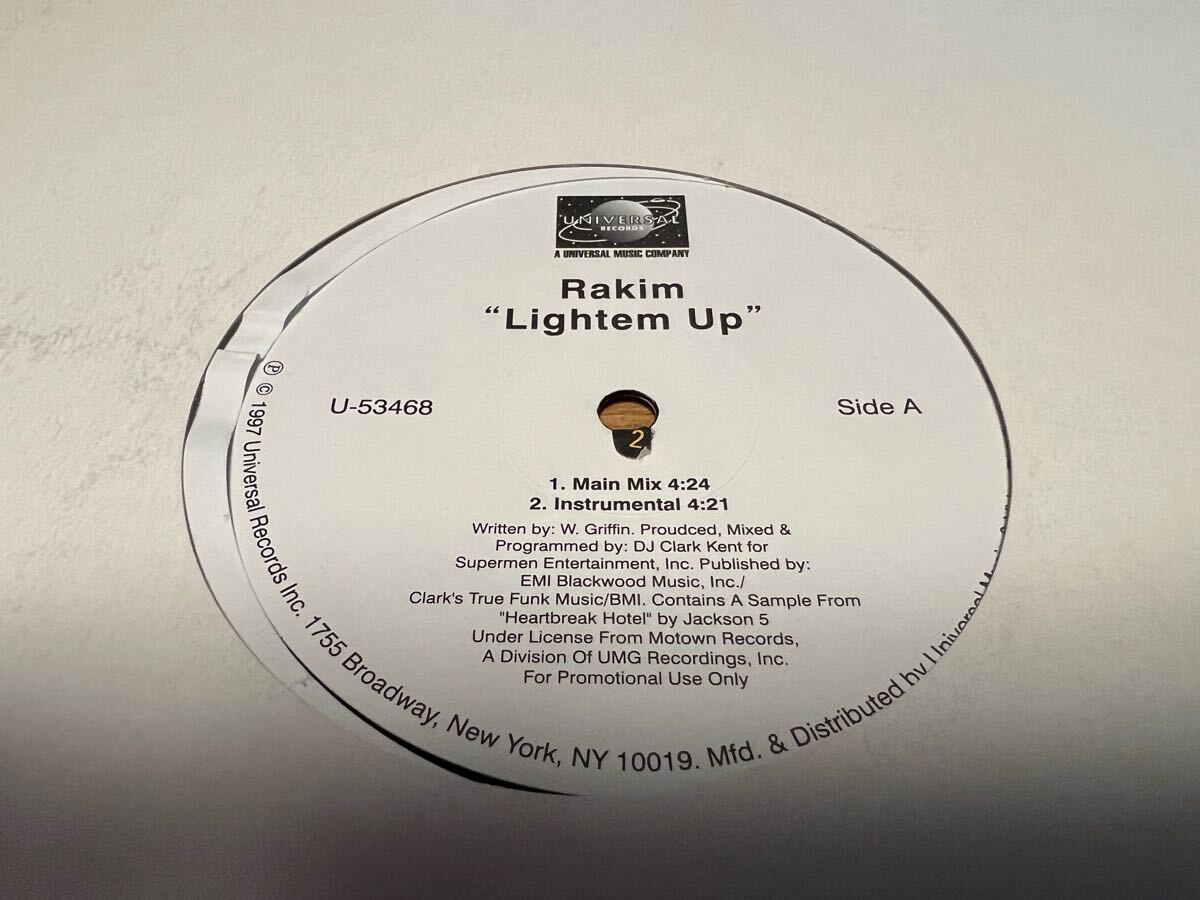 UNIVERSAL
RECORDS
A UNIVERSAL MUSIC COMPANY
Rakim
“Lightem Up”
U-53468
Side A
2
1. Main Mix 4:24
2. Instrumental 4:21
Written by: W. Griffin. Proudced, Mixed &
Programmed by: DJ Clark Kent for
Supermen Entertainment, Inc. Published by:
EMI Blackwood Music, Inc./
Clark's True Funk Music/BMI. Contains A Sample From
"Heartbreak Hotel" by Jackson 5
Under License From Motown Records,
A Division Of UMG Recordings, Inc.
For Promotional Use Only
℗ © 1997 Universal Records Inc. 1755 Broadway, New York, NY 10019. Mfd. & Distributed by Universal